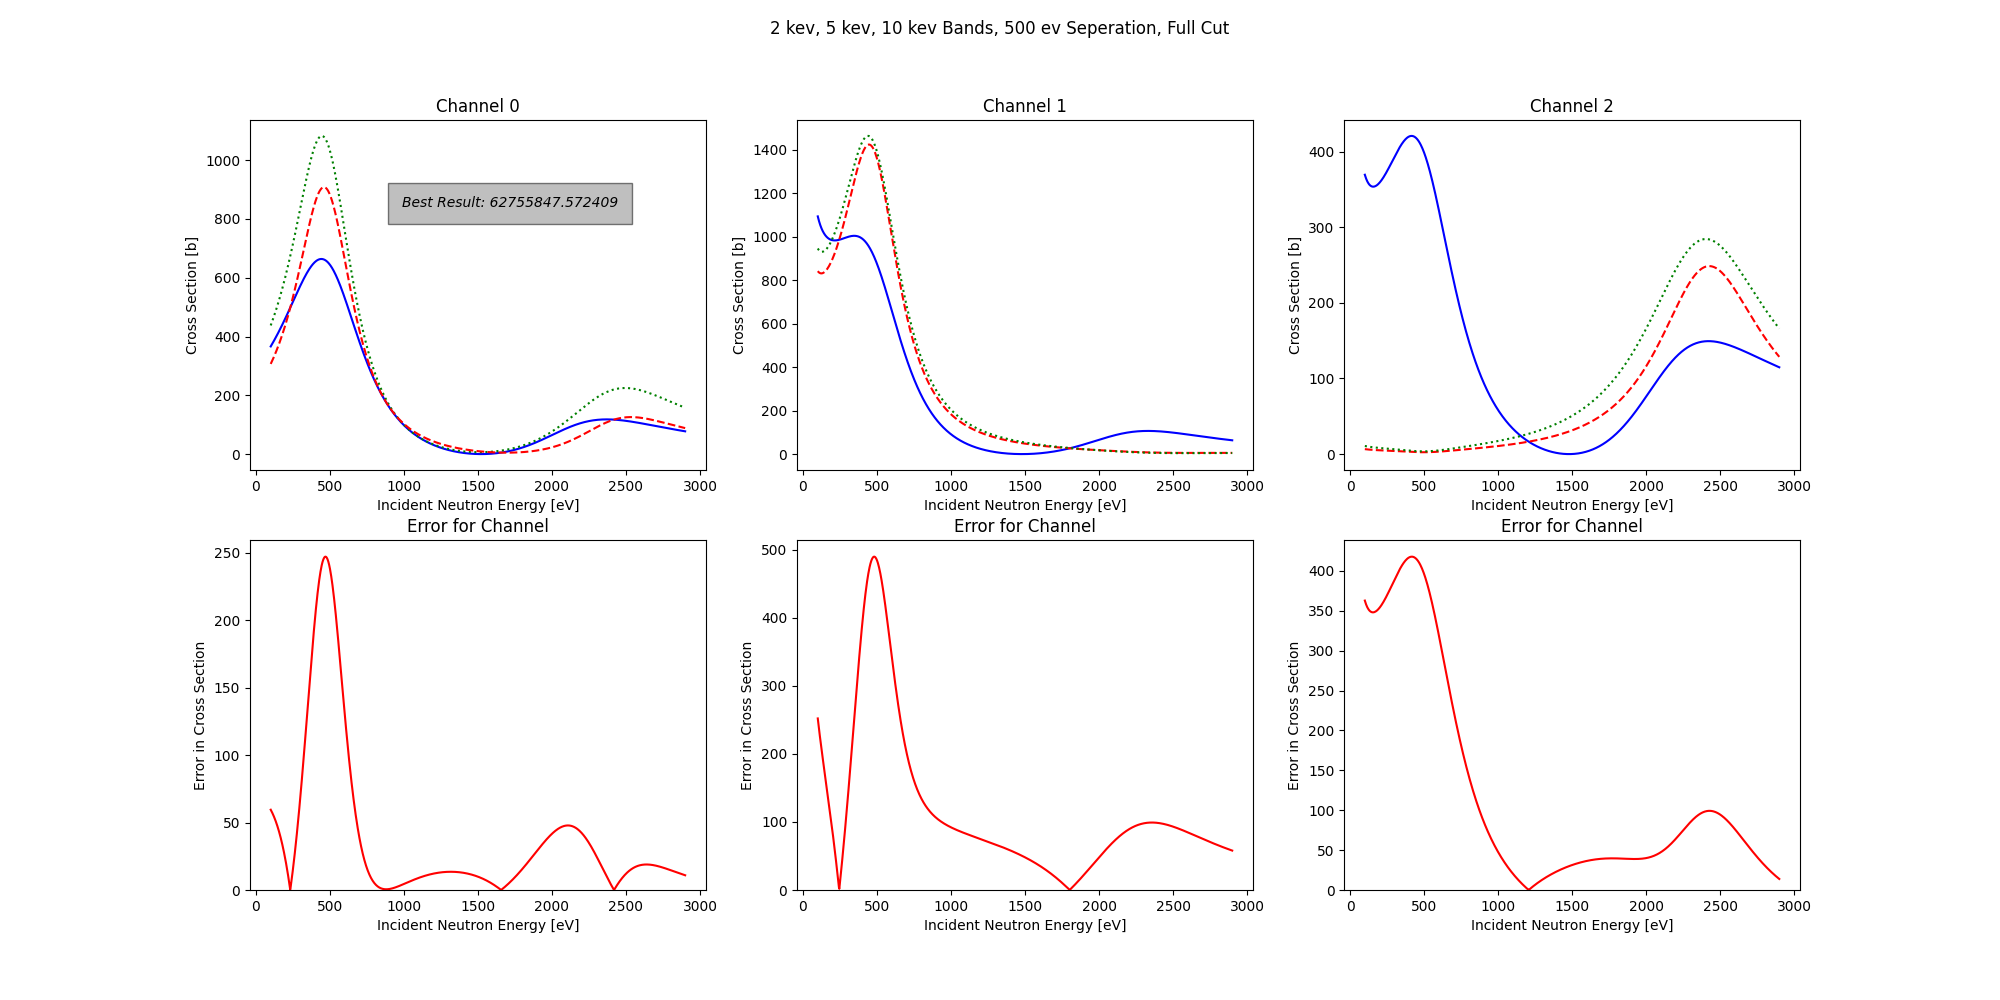 2 kev, 5 kev, 10 kev Bands, 500 ev Seperation, Full Cut
Channel 0
Cross Section [b]
1000
800
600
400
200
0
Best Result: 62755847.572409
0 500 1000 1500 2000 2500 3000
Incident Neutron Energy [eV]
Channel 1
Cross Section [b]
1400
1200
1000
800
600
400
200
0
0 500 1000 1500 2000 2500 3000
Incident Neutron Energy [eV]
Channel 2
Cross Section [b]
400
300
200
100
0
0 500 1000 1500 2000 2500 3000
Incident Neutron Energy [eV]
Error for Channel
Error in Cross Section
250
200
150
100
50
0
0 500 1000 1500 2000 2500 3000
Incident Neutron Energy [eV]
Error for Channel
Error in Cross Section
500
400
300
200
100
0
0 500 1000 1500 2000 2500 3000
Incident Neutron Energy [eV]
Error for Channel
Error in Cross Section
400
350
300
250
200
150
100
50
0
0 500 1000 1500 2000 2500 3000
Incident Neutron Energy [eV]